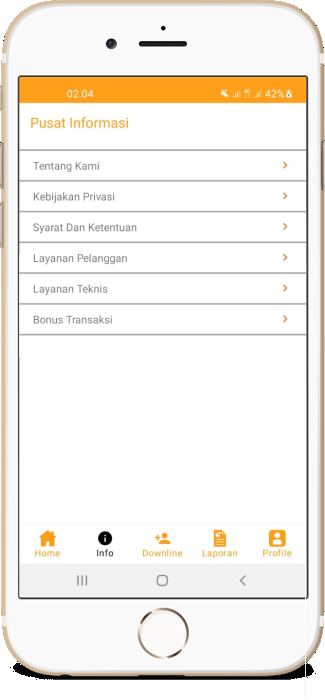 02.04 42%
Pusat Informasi
Tentang Kami
Kebijakan Privasi
Syarat Dan Ketentuan
Layanan Pelanggan
Layanan Teknis
Bonus Transaksi
Home Info Downline Laporan Profile